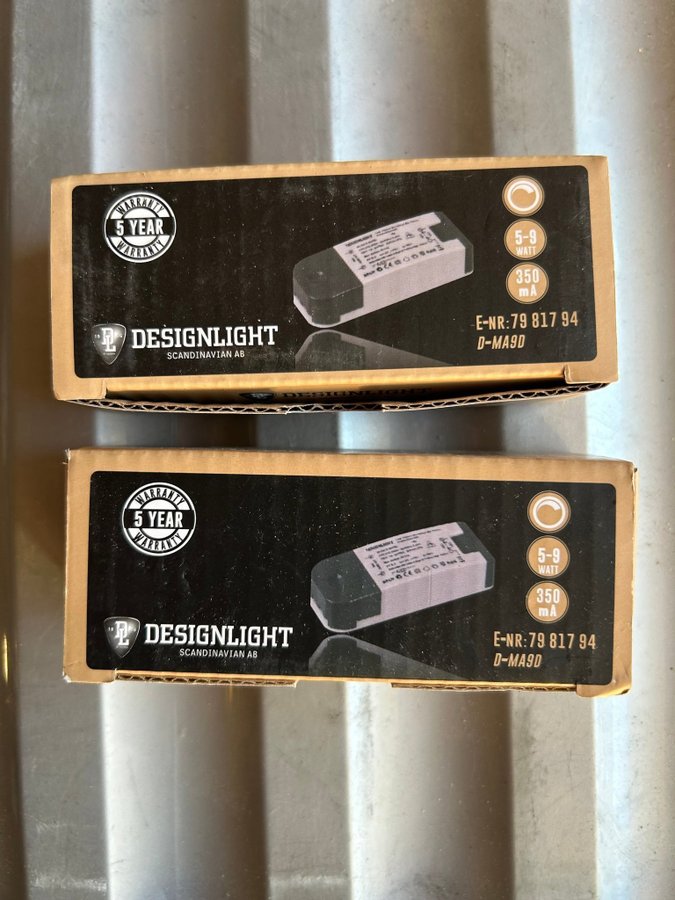 WARRANTY
5 YEAR
WARRANTY
5-9
WATT
350
mA
E-NR:79 817 94
D-MA9D
DL
DESIGNLIGHT
SCANDINAVIAN AB
DESIGNLIGHT
WARRANTY
5 YEAR
WARRANTY
5-9
WATT
350
mA
E-NR:79 817 94
D-MA9D
DL
DESIGNLIGHT
SCANDINAVIAN AB